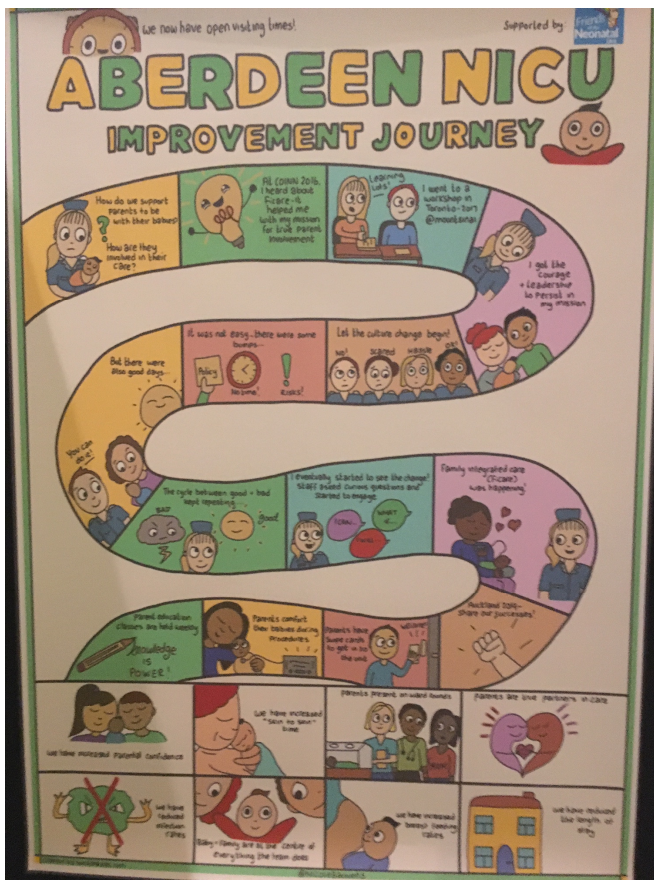 we now have open visiting times!
Supported by:
Friends
of the
Neonatal
ABERDEEN NICU
IMPROVEMENT JOURNEY
How do we support
parents to be
with their babies?
How are they
involved in their
care?
At COINN 2016,
I heard about
Ficare-it
helped me
with my mission
for true parent
involvement
Learning
lots!
I went to a
workshop in
Toronto-2017
@mountsinai
I got the
courage
+ leadership
to persist in
my mission
Let the culture change begin!
NO!
scared
OK!
It was not easy...there were some
bumps...
Policy
No time!
Risks!
But there were
also good days...
You can
do it!
The cycle between good + bad
kept repeating...
BAD
good
I eventually started to see the change!
Staff asked curious questions and
started to engage
WHAT
IF...
Family integrated care
(Ficare)
was happening!
Auckland 2019-
share our successes!
Parents have
swipe cards
to get in to
the unit
welcome
Parents comfort
their babies during
procedures
Parent education
classes are held weekly
Knowledge
IS
POWER!
we have increased parental confidence
we have increased
"skin to skin"
time
parents present on ward rounds
parents are true partners in care
we have
reduced
infection
rates
Baby+family are at the centre of
everything the team does
we have increased
breast feeding
rates
we have reduced
the length of
stay